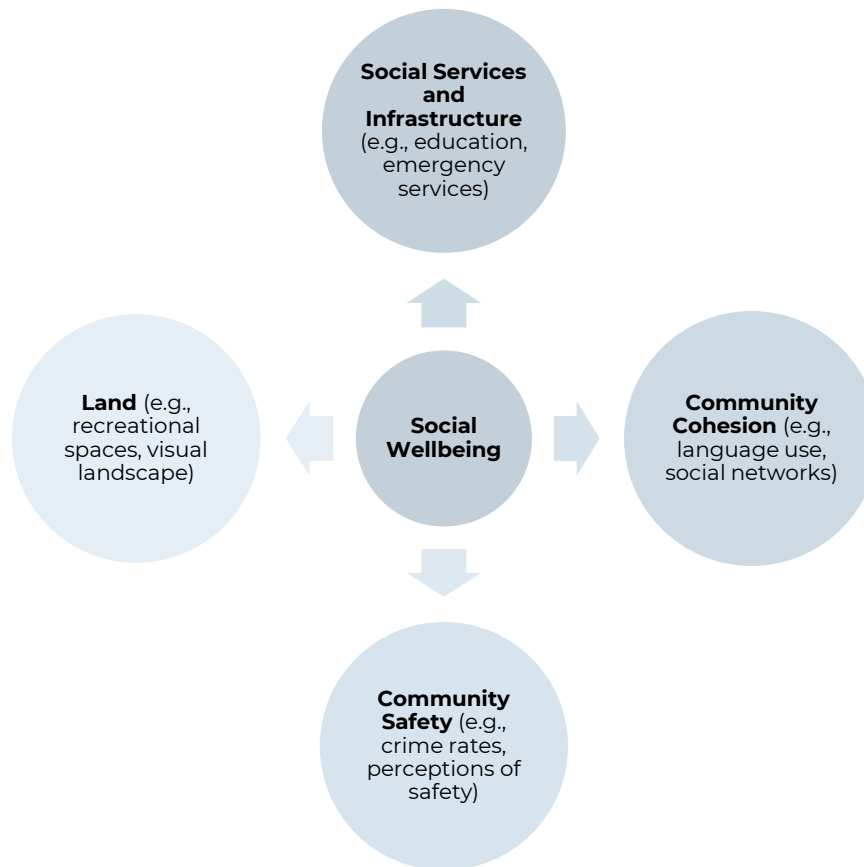 Social Services
and
Infrastructure
(e.g., education,
emergency
services)
Land (e.g.,
recreational
spaces, visual
landscape)
Social
Wellbeing
Community
Cohesion (e.g.,
language use,
social networks)
Community
Safety (e.g.,
crime rates,
perceptions of
safety)